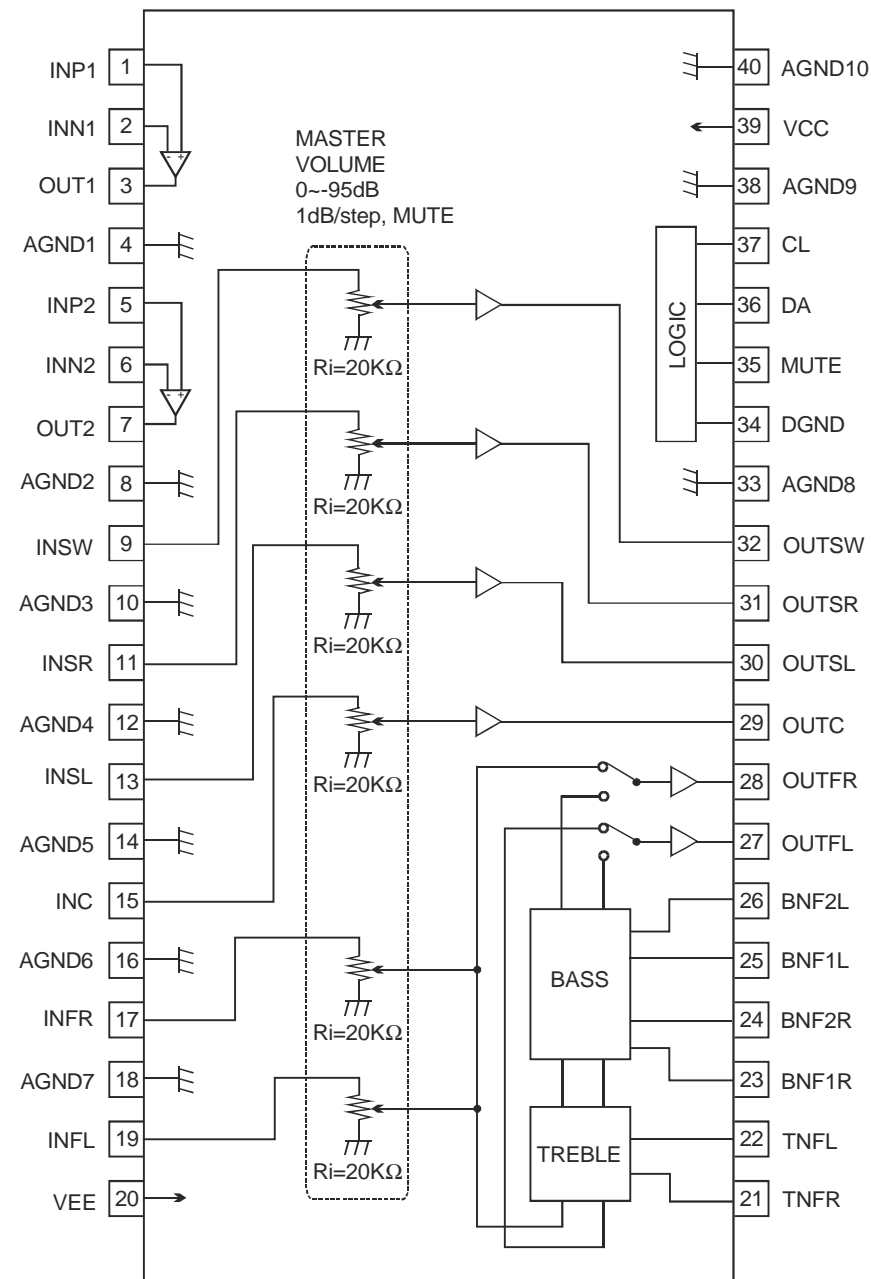 INP1 1
INN1 2
OUT1 3
AGND1 4
INP2 5
INN2 6
OUT2 7
AGND2 8
INSW 9
AGND3 10
INSR 11
AGND4 12
INSL 13
AGND5 14
INC 15
AGND6 16
INFR 17
AGND7 18
INFL 19
VEE 20
- +
- +
MASTER
VOLUME
0~-95dB
1dB/step, MUTE
Ri=20KΩ
Ri=20KΩ
Ri=20KΩ
Ri=20KΩ
Ri=20KΩ
Ri=20KΩ
LOGIC
BASS
TREBLE
40 AGND10
39 VCC
38 AGND9
37 CL
36 DA
35 MUTE
34 DGND
33 AGND8
32 OUTSW
31 OUTSR
30 OUTSL
29 OUTC
28 OUTFR
27 OUTFL
26 BNF2L
25 BNF1L
24 BNF2R
23 BNF1R
22 TNFL
21 TNFR